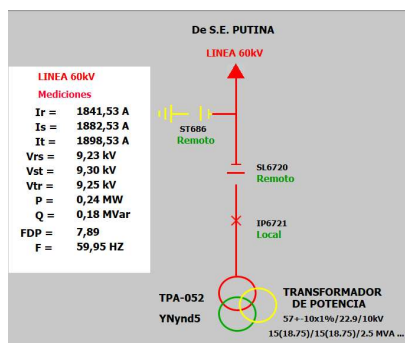 De S.E. PUTINA
LINEA 60kV
LINEA 60kV
Mediciones
Ir = 1841,53 A
Is = 1882,53 A
It = 1898,53 A
Vrs = 9,23 kV
Vst = 9,30 kV
Vtr = 9,25 kV
P = 0,24 MW
Q = 0,18 MVar
FDP = 7,89
F = 59,95 HZ
ST686
Remoto
SL6720
Remoto
IP6721
Local
TPA-052
YNynd5
TRANSFORMADOR
DE POTENCIA
57+-10x1%/22.9/10kV
15(18.75)/15(18.75)/2.5 MVA ...